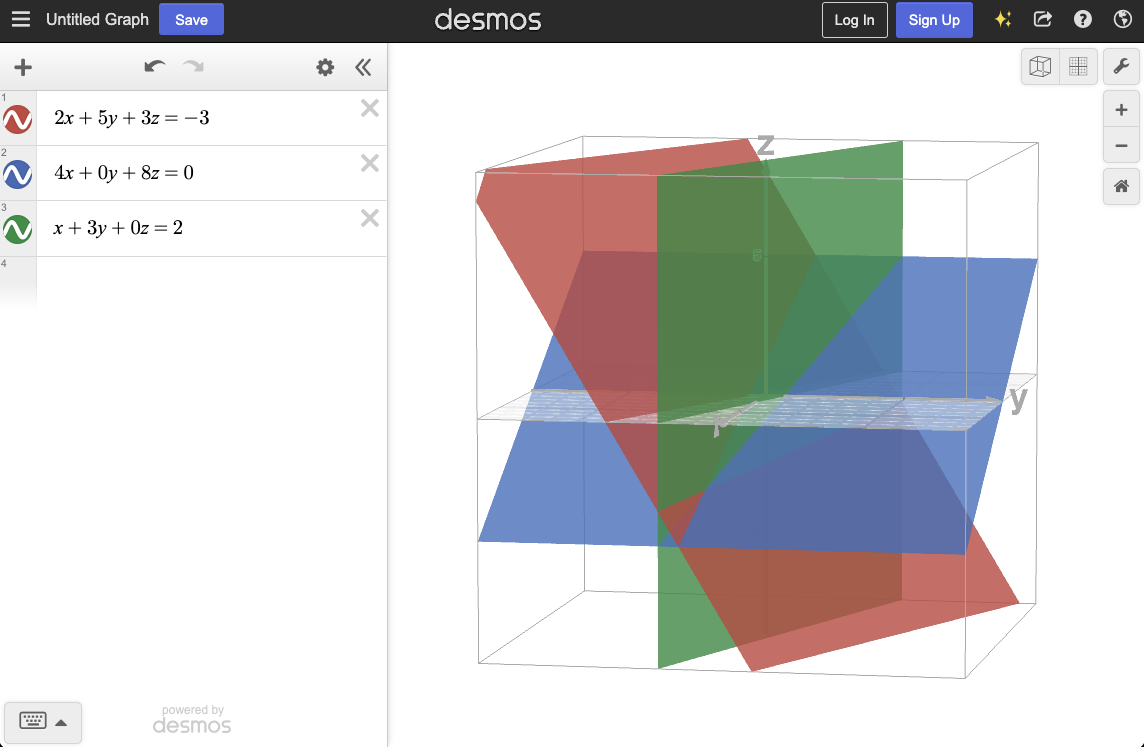 Untitled Graph Save desmos Log In Sign Up
1
2x + 5y + 3z = −3
2
4x + 0y + 8z = 0
3
x + 3y + 0z = 2
4
z
y
powered by
desmos